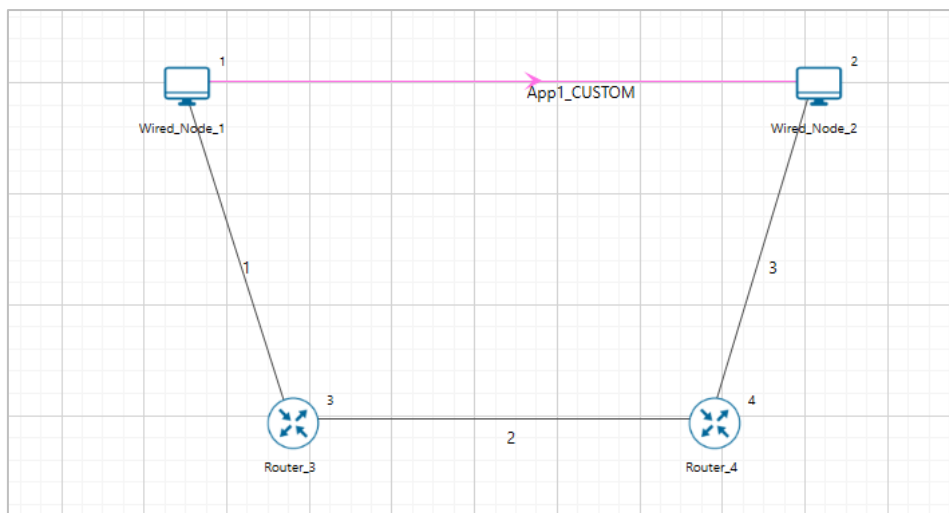 1
2
App1_CUSTOM
Wired_Node_1
Wired_Node_2
1
3
3
4
2
Router_3
Router_4